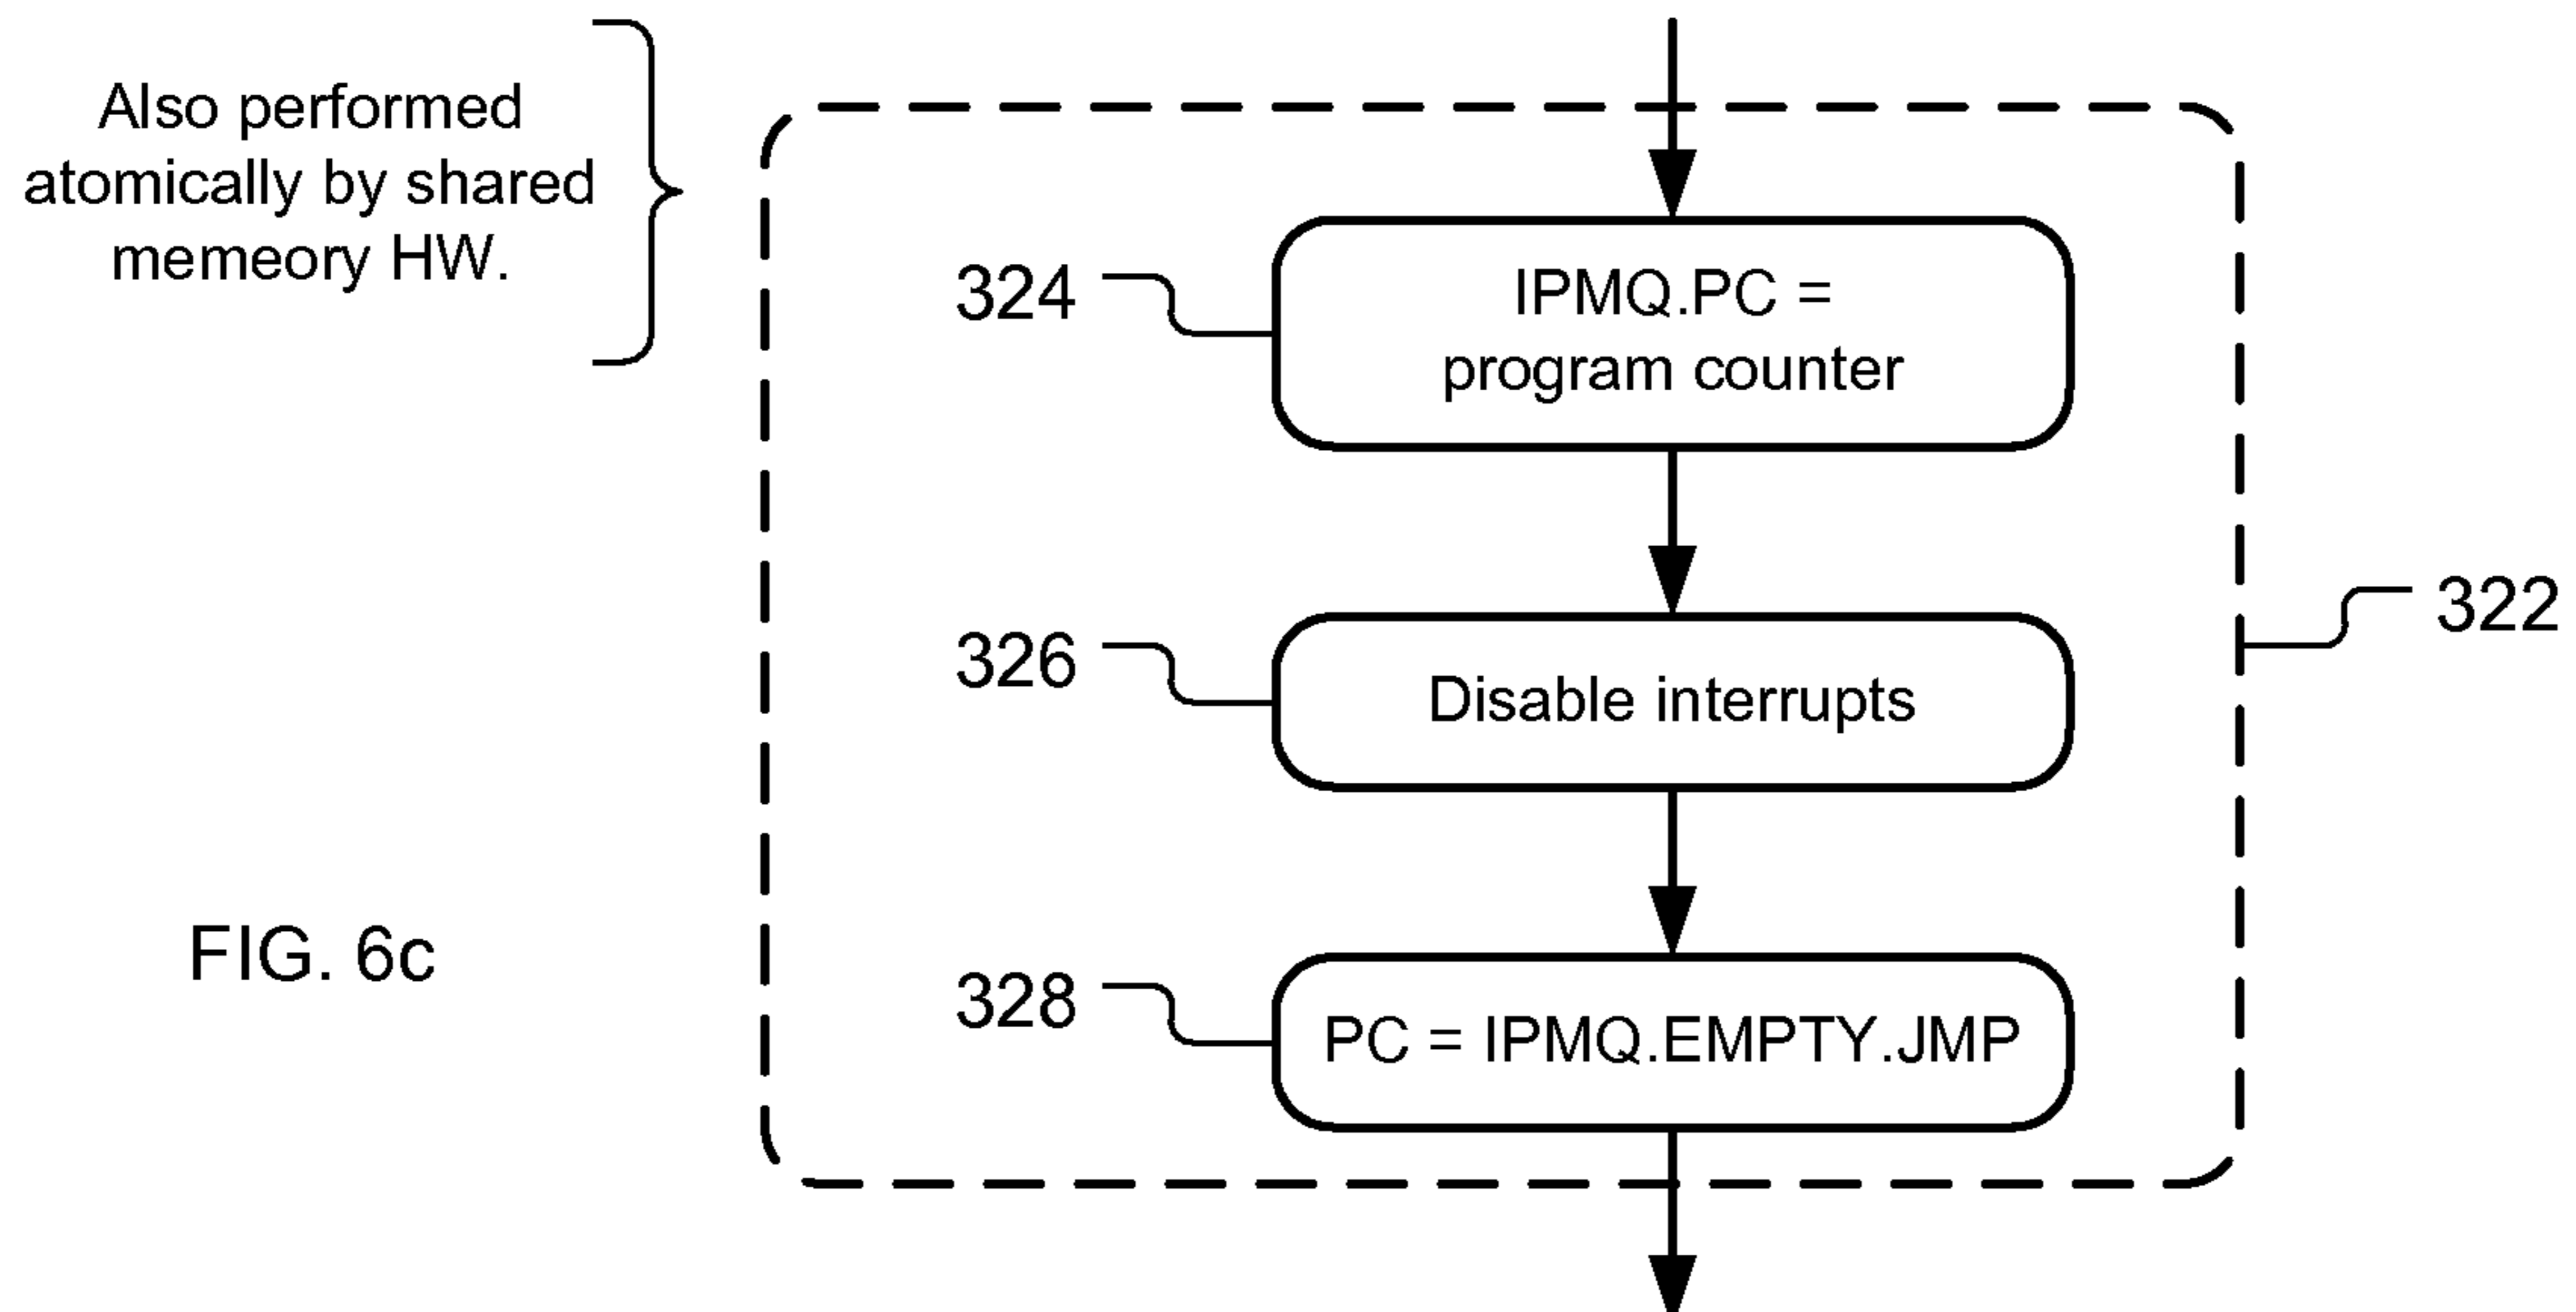 Also performed
atomically by shared
memeory HW.
324
IPMQ.PC =
program counter
326
Disable interrupts
322
328
PC = IPMQ.EMPTY.JMP
FIG. 6c